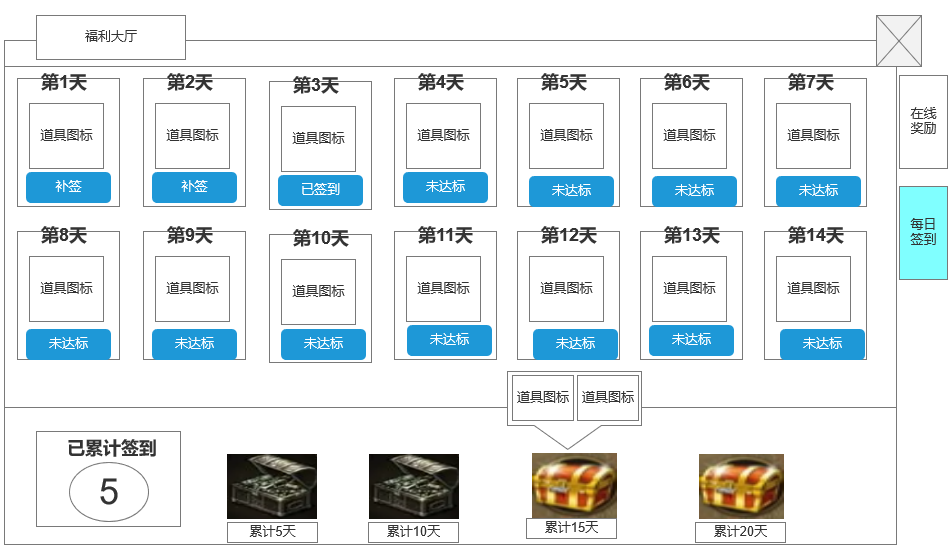 福利大厅
第1天
第2天
第3天
第4天
第5天
第6天
第7天
道具图标
道具图标
道具图标
道具图标
道具图标
道具图标
道具图标
补签
补签
已签到
未达标
未达标
未达标
未达标
在线
奖励
每日
签到
第8天
第9天
第10天
第11天
第12天
第13天
第14天
道具图标
道具图标
道具图标
道具图标
道具图标
道具图标
道具图标
未达标
未达标
未达标
未达标
未达标
未达标
未达标
道具图标
道具图标
已累计签到
5
累计5天
累计10天
累计15天
累计20天